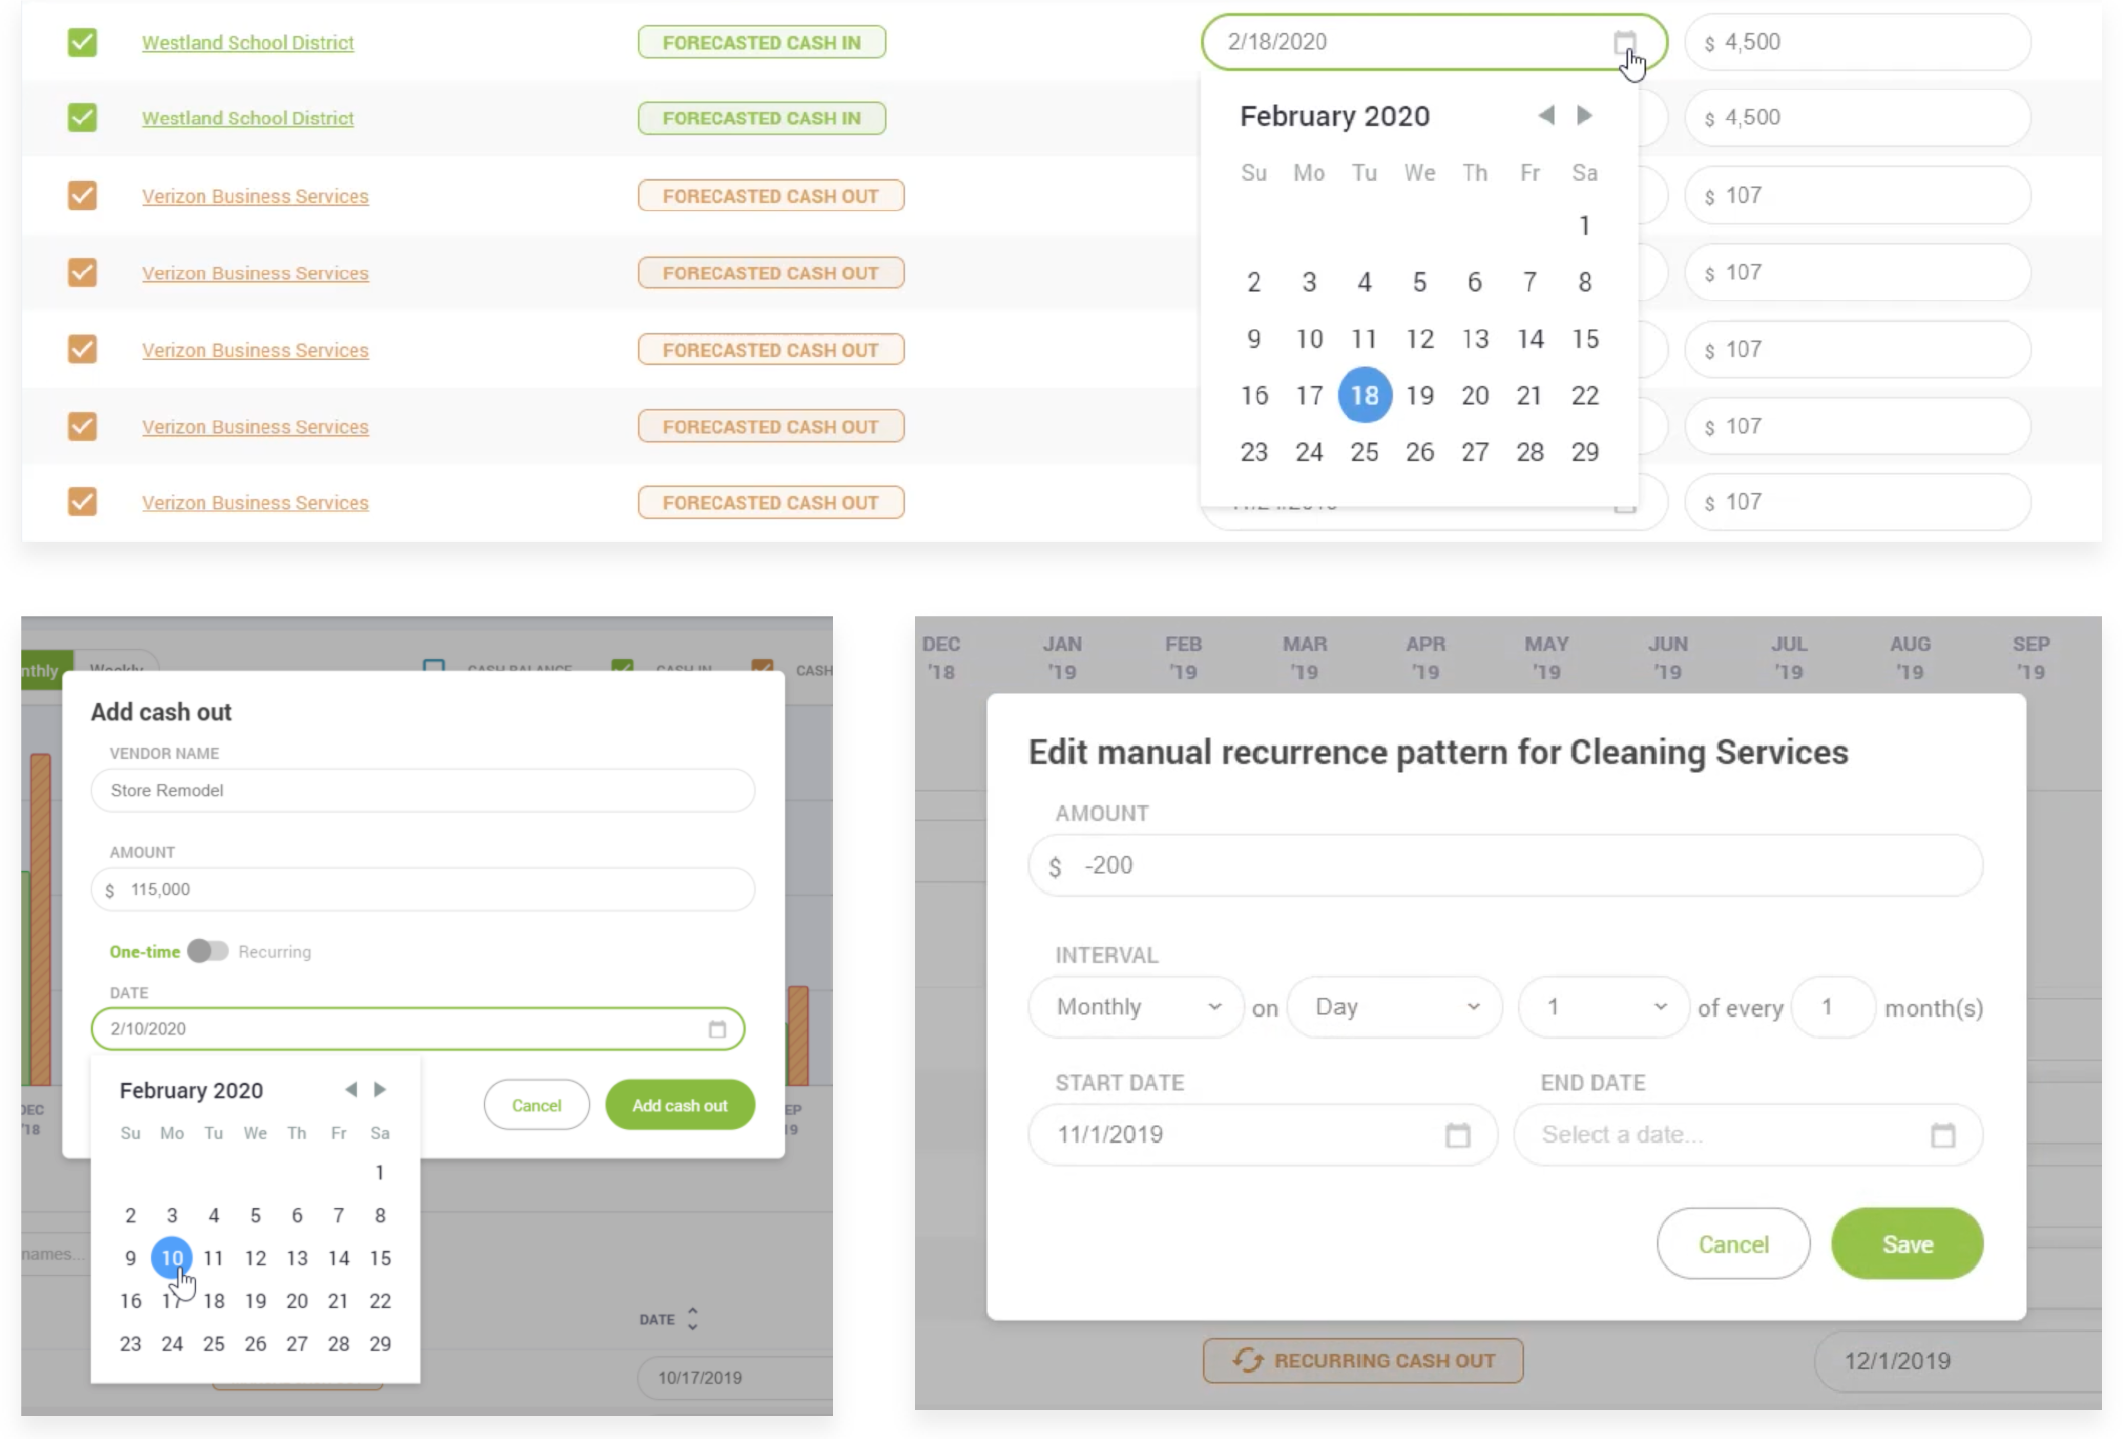 Westland School District FORECASTED CASH IN 2/18/2020 $ 4,500
Westland School District FORECASTED CASH IN $ 4,500
Verizon Business Services FORECASTED CASH OUT $ 107
Verizon Business Services FORECASTED CASH OUT $ 107
Verizon Business Services FORECASTED CASH OUT $ 107
Verizon Business Services FORECASTED CASH OUT $ 107
Verizon Business Services FORECASTED CASH OUT $ 107
February 2020
Su Mo Tu We Th Fr Sa
1
2 3 4 5 6 7 8
9 10 11 12 13 14 15
16 17 18 19 20 21 22
23 24 25 26 27 28 29
nthly Weekly CASH BALANCE CASH IN CASH
Add cash out
VENDOR NAME
Store Remodel
AMOUNT
$ 115,000
One-time Recurring
DATE
2/10/2020
February 2020
Su Mo Tu We Th Fr Sa
1
2 3 4 5 6 7 8
9 10 11 12 13 14 15
16 17 18 19 20 21 22
23 24 25 26 27 28 29
Cancel Add cash out
DEC
'18
EP
19
names...
DATE
10/17/2019
DEC JAN FEB MAR APR MAY JUN JUL AUG SEP
'18 '19 '19 '19 '19 '19 '19 '19 '19 '19
Edit manual recurrence pattern for Cleaning Services
AMOUNT
$ -200
INTERVAL
Monthly on Day 1 of every 1 month(s)
START DATE END DATE
11/1/2019 Select a date...
Cancel Save
RECURRING CASH OUT 12/1/2019